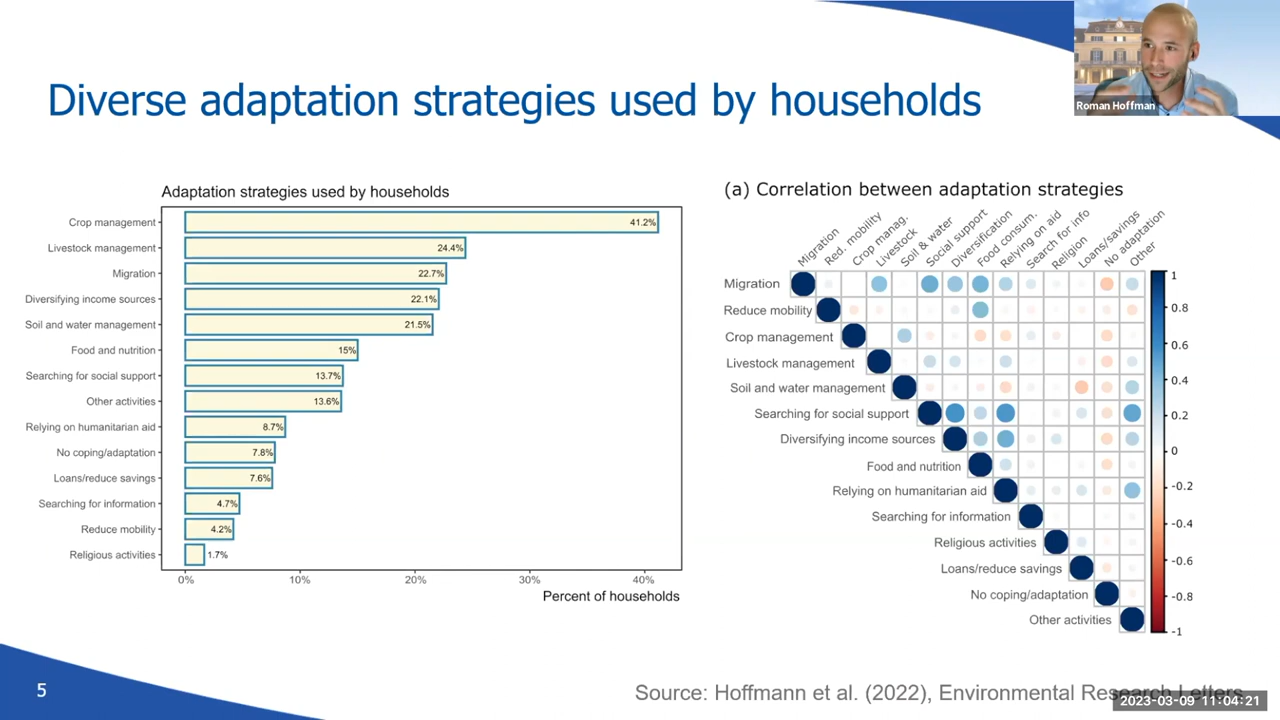 Roman Hoffman
Diverse adaptation strategies used by households
Adaptation strategies used by households
Crop management 41.2%
Livestock management 24.4%
Migration 22.7%
Diversifying income sources 22.1%
Soil and water management 21.5%
Food and nutrition 15%
Searching for social support 13.7%
Other activities 13.6%
Relying on humanitarian aid 8.7%
No coping/adaptation 7.8%
Loans/reduce savings 7.6%
Searching for information 4.7%
Reduce mobility 4.2%
Religious activities 1.7%
0% 10% 20% 30% 40%
Percent of households
(a) Correlation between adaptation strategies
Migration
Red. mobility
Crop manag.
Livestock
Soil & water
Social support
Diversification
Food consum.
Relying on aid
Search for info
Religion
Loans/savings
No adaptation
Other
Migration
Reduce mobility
Crop management
Livestock management
Soil and water management
Searching for social support
Diversifying income sources
Food and nutrition
Relying on humanitarian aid
Searching for information
Religious activities
Loans/reduce savings
No coping/adaptation
Other activities
1
0.8
0.6
0.4
0.2
0
-0.2
-0.4
-0.6
-0.8
-1
5
Source: Hoffmann et al. (2022), Environmental Research Letters
2023-03-09 11:04:21